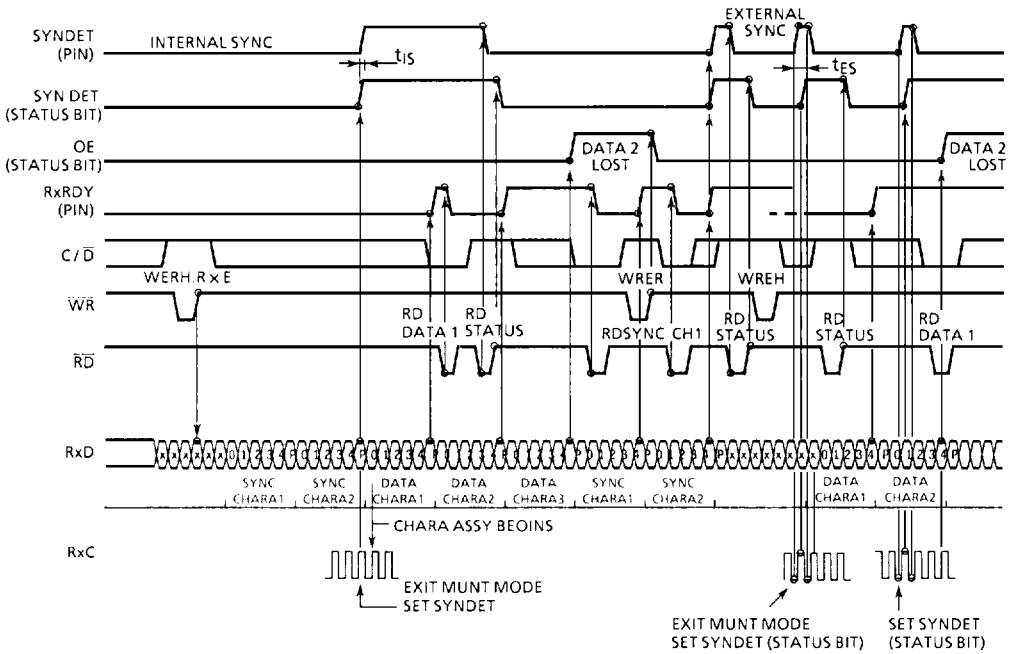 SYNDET
(PIN)
INTERNAL SYNC
tIS
EXTERNAL
SYNC
tES
SYN DET
(STATUS BIT)
OE
(STATUS BIT)
DATA 2
LOST
DATA 2
LOST
RxRDY
(PIN)
C / D
WERH.RxE
WRER
WREH
WR
RD
DATA 1
RD
STATUS
RDSYNC CH1
RD
STATUS
RD
STATUS
RD
DATA 1
RD
RxD
SYNC
CHARA1
SYNC
CHARA2
DATA
CHARA1
DATA
CHARA2
DATA
CHARA3
SYNC
CHARA1
SYNC
CHARA2
DATA
CHARA1
DATA
CHARA2
CHARA ASSY BEOINS
RxC
EXIT MUNT MODE
SET SYNDET
EXIT MUNT MODE
SET SYNDET (STATUS BIT)
SET SYNDET
(STATUS BIT)